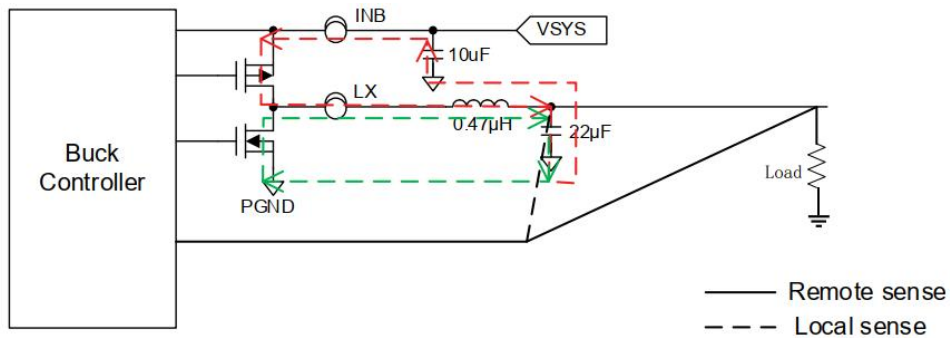 INB
VSYS
10uF
LX
0.47μH
22μF
Buck
Controller
Load
PGND
Remote sense
Local sense